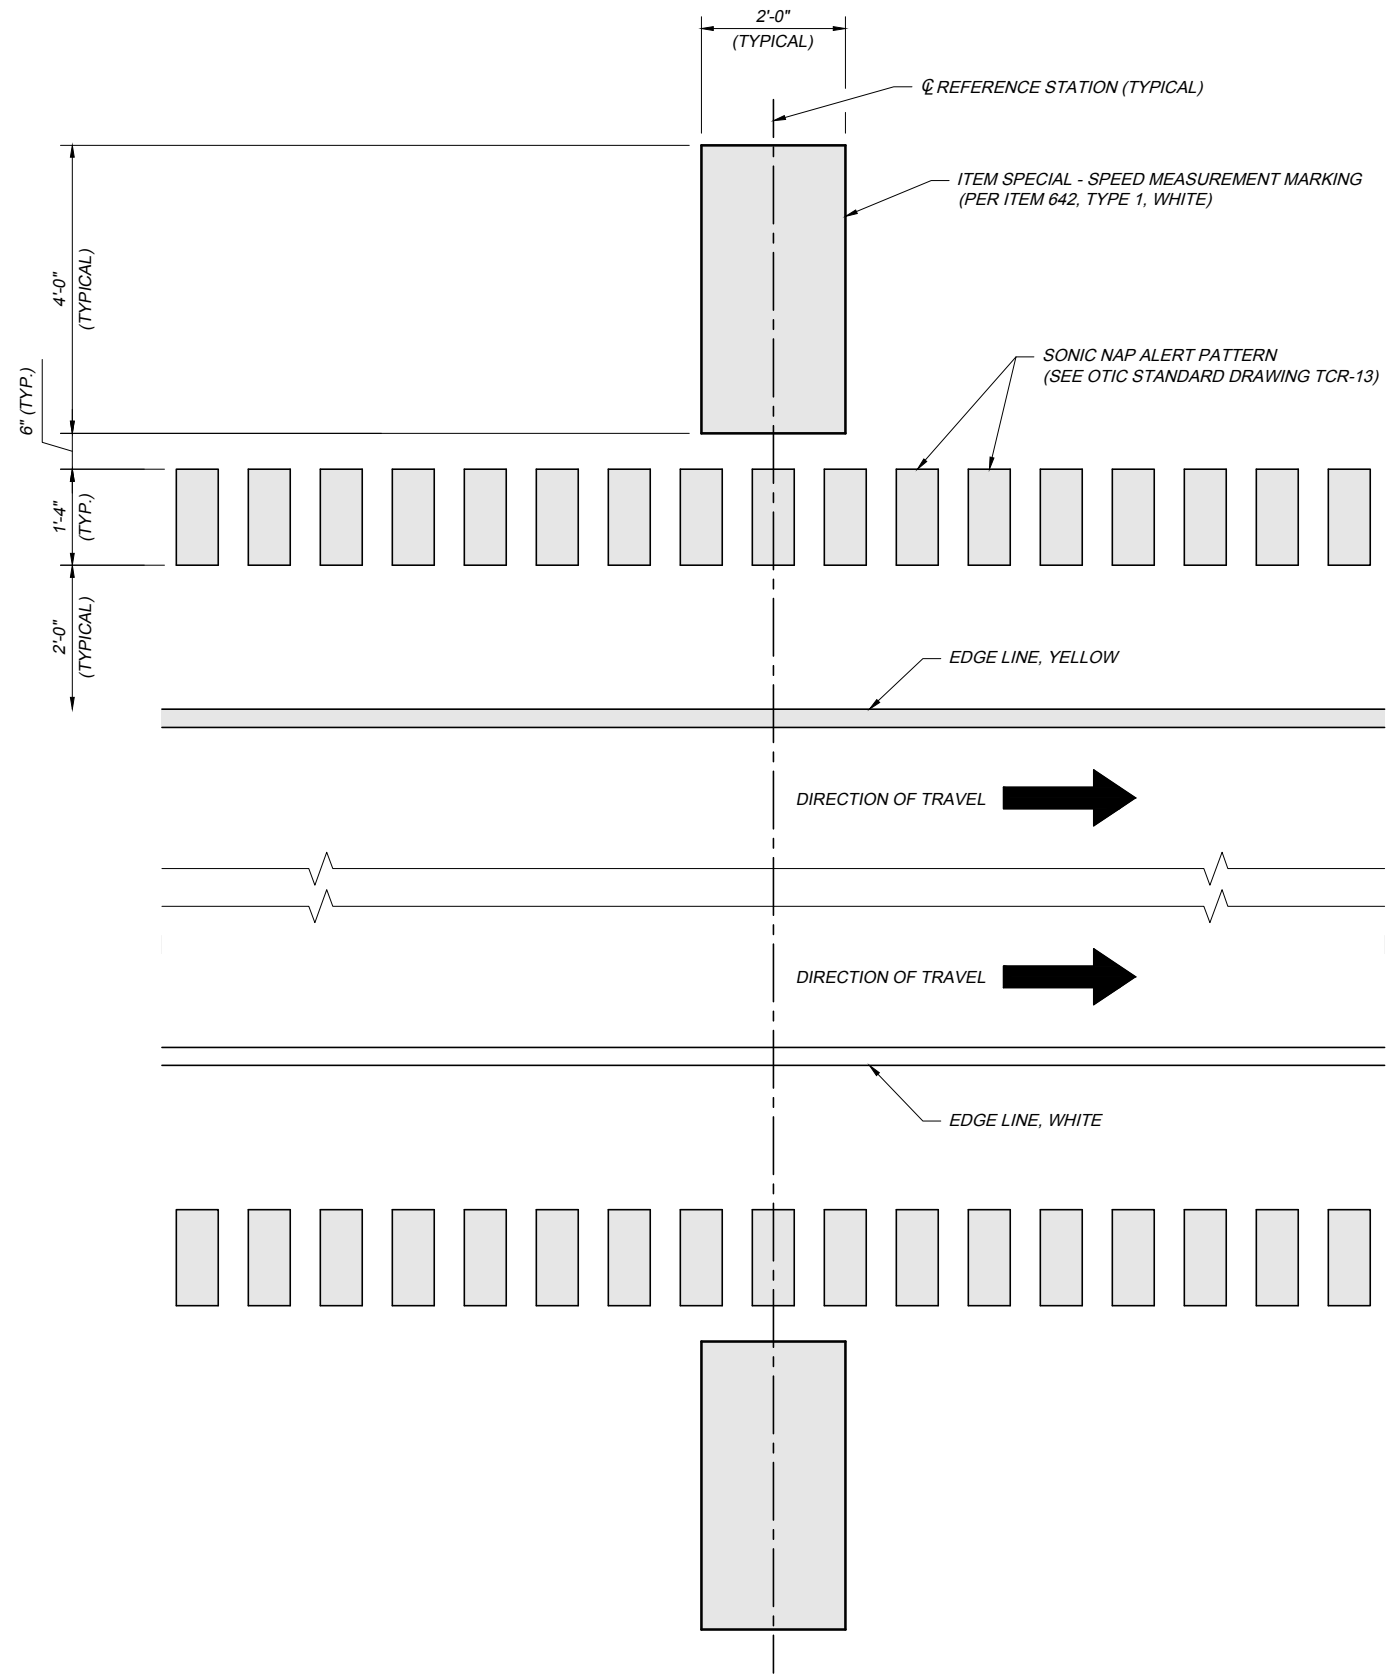 2'-0"
(TYPICAL)
℄ REFERENCE STATION (TYPICAL)
ITEM SPECIAL - SPEED MEASUREMENT MARKING
(PER ITEM 642, TYPE 1, WHITE)
4'-0"
(TYPICAL)
SONIC NAP ALERT PATTERN
(SEE OTIC STANDARD DRAWING TCR-13)
6" (TYP.)
1'-4"
(TYP.)
2'-0"
(TYPICAL)
EDGE LINE, YELLOW
DIRECTION OF TRAVEL
DIRECTION OF TRAVEL
EDGE LINE, WHITE